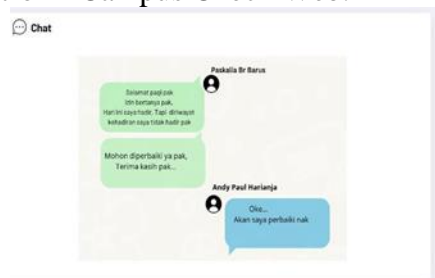 Chat
Paskalia Br Barus
Selamat pagi pak
Izin bertanya pak,
Hari ini saya hadir. Tapi diriwayat
kehadiran saya tidak hadir pak
Mohon diperbaiki ya pak,
Terima kasih pak...
Andy Paul Harianja
Oke...
Akan saya perbaiki nak